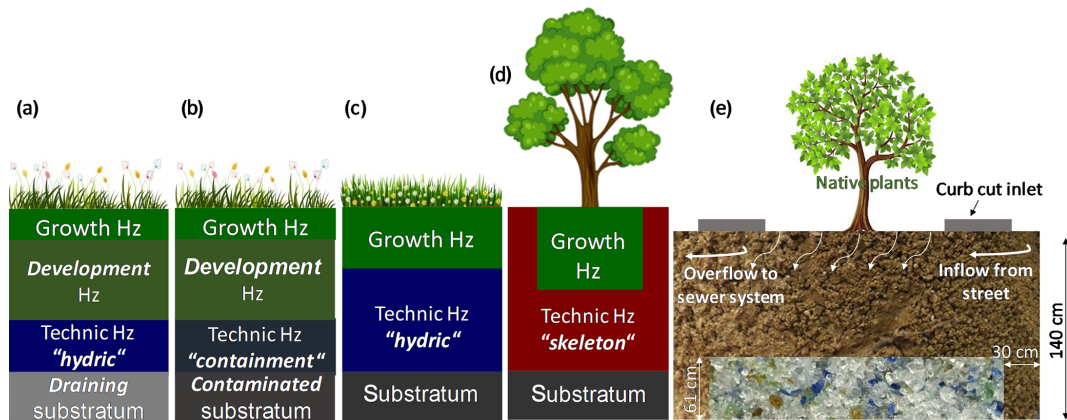 (a)
Growth Hz
Development
Hz
Technic Hz
“hydric“
Draining
substratum
(b)
Growth Hz
Development
Hz
Technic Hz
“containment“
Contaminated
substratum
(c)
Growth Hz
Technic Hz
“hydric“
Substratum
(d)
Growth
Hz
Technic Hz
“skeleton“
Substratum
(e)
Native plants
Curb cut inlet
Overflow to
sewer system
Inflow from
street
30 cm
61 cm
140 cm